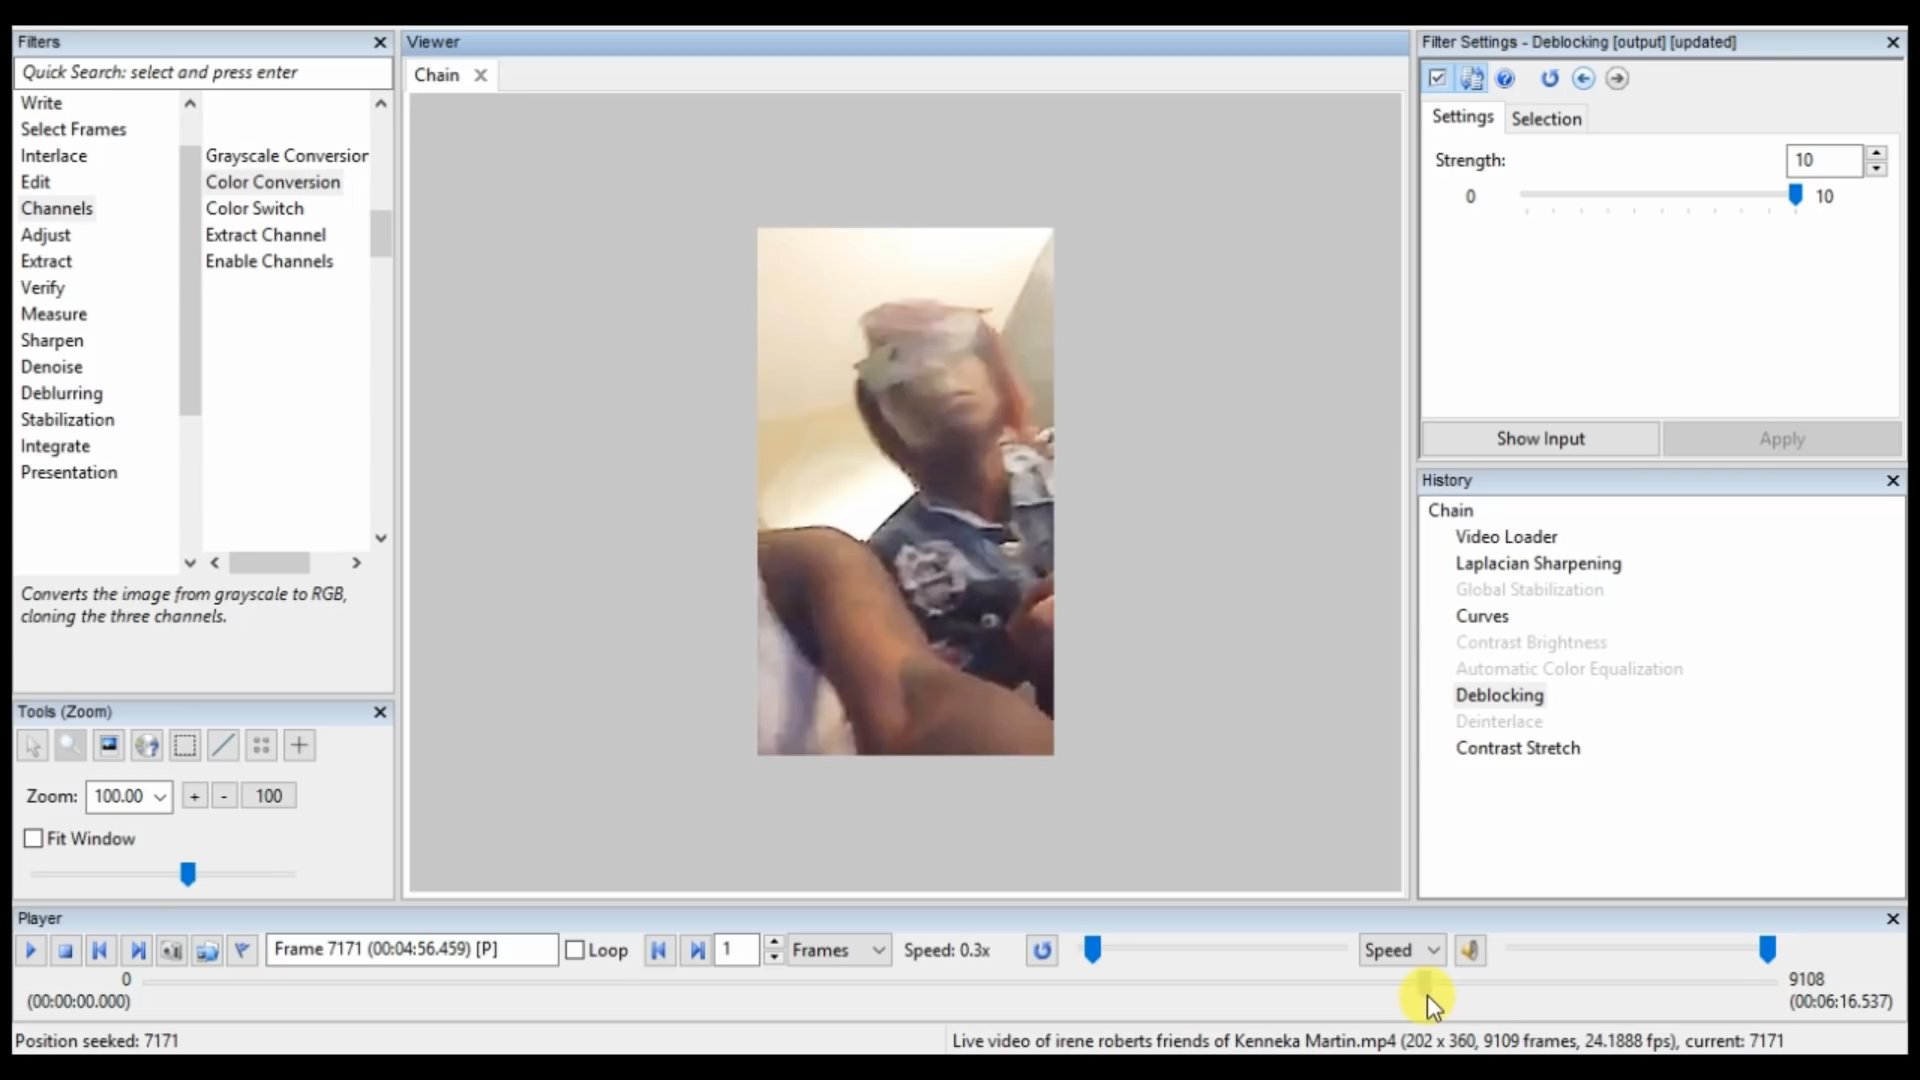 Filters
Quick Search: select and press enter
Write
Select Frames
Interlace
Edit
Channels
Adjust
Extract
Verify
Measure
Sharpen
Denoise
Deblurring
Stabilization
Integrate
Presentation
Grayscale Conversion
Color Conversion
Color Switch
Extract Channel
Enable Channels
Converts the image from grayscale to RGB,
cloning the three channels.
Tools (Zoom)
Zoom: 100.00 + - 100
Fit Window
Viewer
Chain
Filter Settings - Deblocking [output] [updated]
Settings Selection
Strength: 10
0 10
Show Input Apply
History
Chain
Video Loader
Laplacian Sharpening
Global Stabilization
Curves
Contrast Brightness
Automatic Color Equalization
Deblocking
Deinterlace
Contrast Stretch
Player
Frame 7171 (00:04:56.459) [P] Loop 1 Frames Speed: 0.3x Speed
0 9108
(00:00:00.000) (00:06:16.537)
Position seeked: 7171 Live video of irene roberts friends of Kenneka Martin.mp4 (202 x 360, 9109 frames, 24.1888 fps), current: 7171